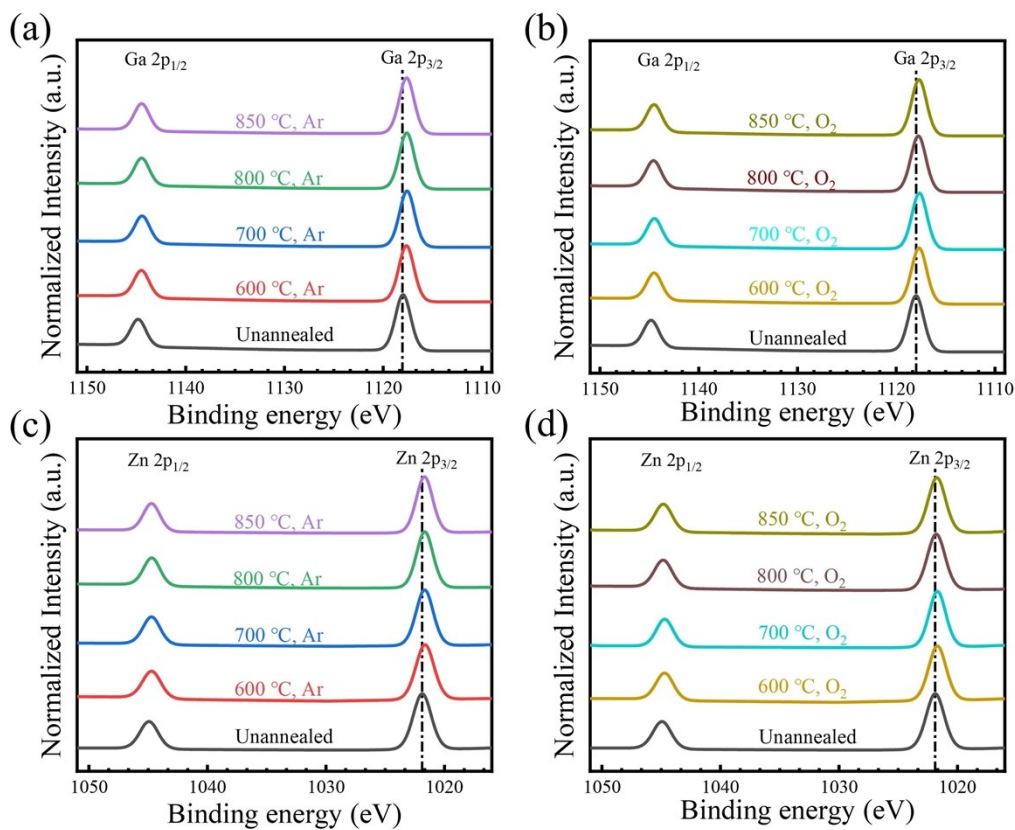 (a)
Normalized Intensity (a.u.)
Ga 2p1/2
Ga 2p3/2
850 ℃, Ar
800 ℃, Ar
700 ℃, Ar
600 ℃, Ar
Unannealed
1150 1140 1130 1120 1110
Binding energy (eV)
(b)
Normalized Intensity (a.u.)
Ga 2p1/2
Ga 2p3/2
850 ℃, O2
800 ℃, O2
700 ℃, O2
600 ℃, O2
Unannealed
1150 1140 1130 1120 1110
Binding energy (eV)
(c)
Normalized Intensity (a.u.)
Zn 2p1/2
Zn 2p3/2
850 ℃, Ar
800 ℃, Ar
700 ℃, Ar
600 ℃, Ar
Unannealed
1050 1040 1030 1020
Binding energy (eV)
(d)
Normalized Intensity (a.u.)
Zn 2p1/2
Zn 2p3/2
850 ℃, O2
800 ℃, O2
700 ℃, O2
600 ℃, O2
Unannealed
1050 1040 1030 1020
Binding energy (eV)